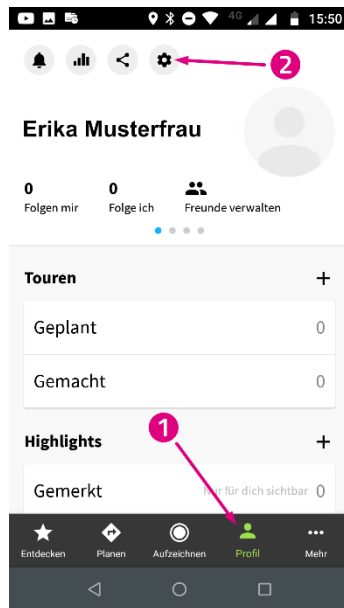 4G 15:50
2
Erika Musterfrau
0 0
Folgen mir Folge ich Freunde verwalten
Touren +
Geplant 0
Gemacht 0
1
Highlights +
Gemerkt Nur für dich sichtbar 0
Entdecken Planen Aufzeichnen Profil Mehr